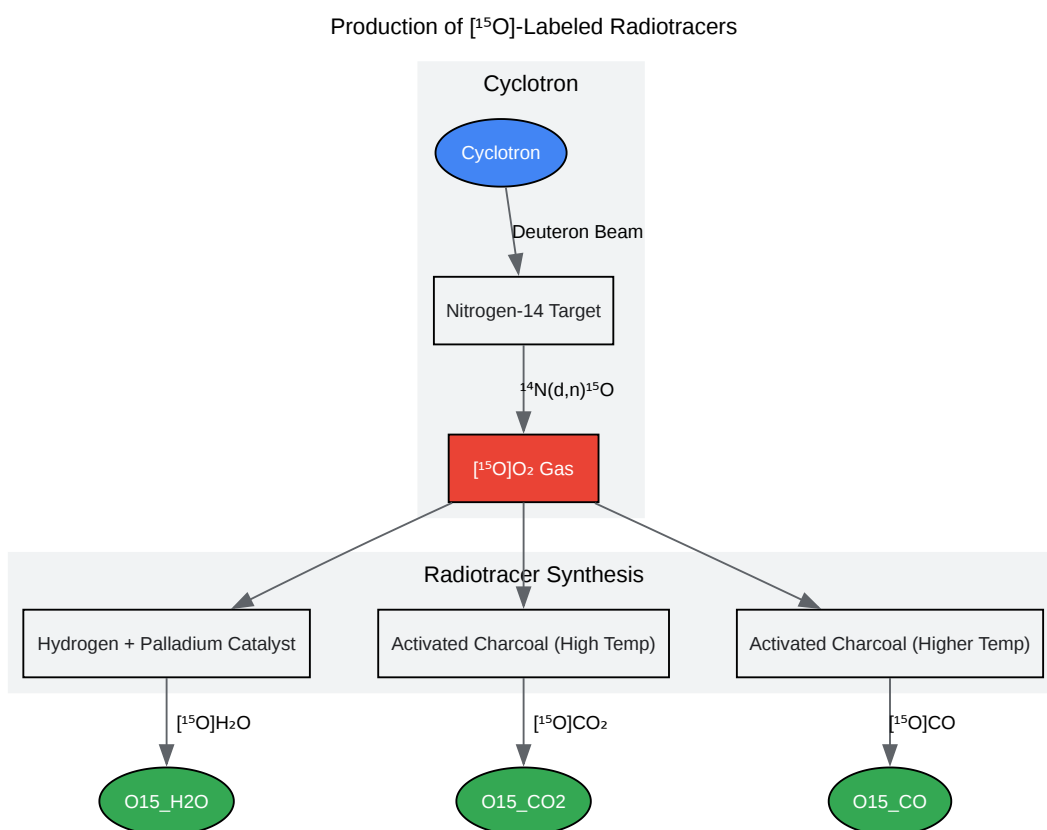 Production of [¹⁵O]-Labeled Radiotracers
Cyclotron
Cyclotron
Deuteron Beam
Nitrogen-14 Target
¹⁴N(d,n)¹⁵O
[¹⁵O]O₂ Gas
Radiotracer Synthesis
Hydrogen + Palladium Catalyst
Activated Charcoal (High Temp)
Activated Charcoal (Higher Temp)
[¹⁵O]H₂O
[¹⁵O]CO₂
[¹⁵O]CO
O15_H2O
O15_CO2
O15_CO